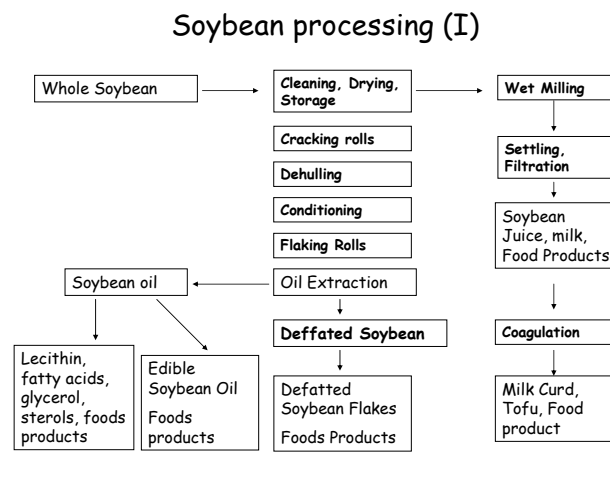 Soybean processing (I)
Whole Soybean
Cleaning, Drying,
Storage
Wet Milling
Cracking rolls
Dehulling
Conditioning
Flaking Rolls
Settling,
Filtration
Soybean
Juice, milk,
Food Products
Soybean oil
Oil Extraction
Deffated Soybean
Coagulation
Lecithin,
fatty acids,
glycerol,
sterols, foods
products
Edible
Soybean Oil
Foods
products
Defatted
Soybean Flakes
Foods Products
Milk Curd,
Tofu, Food
product